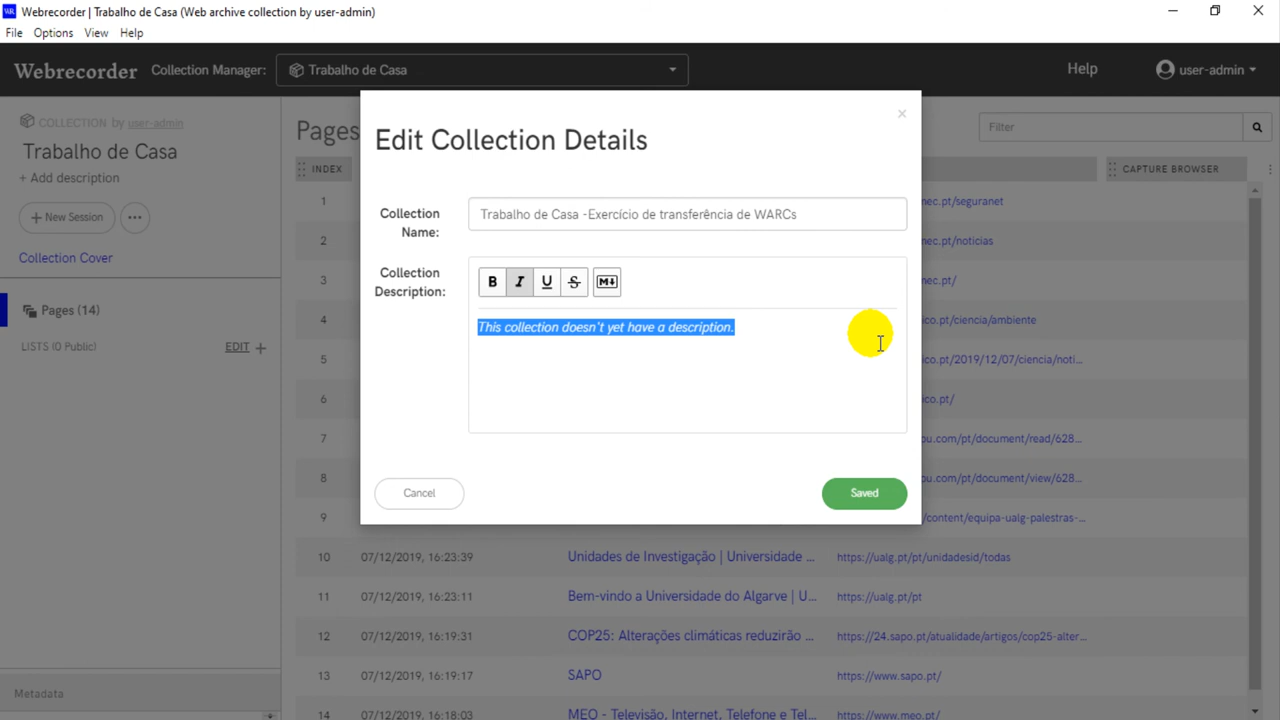 Webrecorder | Trabalho de Casa (Web archive collection by user-admin)
File Options View Help
Webrecorder Collection Manager: Trabalho de Casa Help user-admin
COLLECTION by user-admin
Trabalho de Casa
+ Add description
+ New Session
Collection Cover
Pages (14)
LISTS (0 Public) EDIT +
Metadata
Pages
Filter
INDEX CAPTURE BROWSER
Edit Collection Details
×
Collection Name: Trabalho de Casa -Exercício de transferência de WARCs
Collection Description:
B I U S M
This collection doesn't yet have a description.
Cancel Saved
1 nec.pt/seguranet
2 nec.pt/noticias
3 nec.pt/
4 ico.pt/ciencia/ambiente
5 ico.pt/2019/12/07/ciencia/noti...
6 ico.pt/
7 ou.com/pt/document/read/628...
8 ou.com/pt/document/view/628...
9 /content/equipa-ualg-palestras-...
10 07/12/2019, 16:23:39 Unidades de Investigação | Universidade ... https://ualg.pt/pt/unidadesid/todas
11 07/12/2019, 16:23:11 Bem-vindo a Universidade do Algarve | U... https://ualg.pt/pt
12 07/12/2019, 16:19:31 COP25: Alterações climáticas reduzirão ... https://24.sapo.pt/atualidade/artigos/cop25-alter...
13 07/12/2019, 16:19:17 SAPO https://www.sapo.pt/
14 07/12/2019, 16:18:03 MEO - Televisão, Internet, Telefone e Tel... https://www.meo.pt/